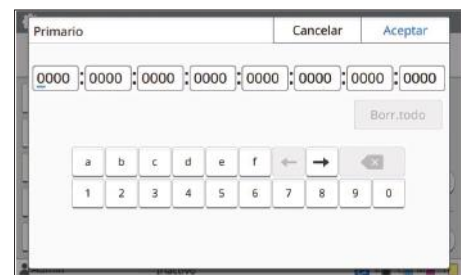 Primario Cancelar Aceptar
0000 : 0000 : 0000 : 0000 : 0000 : 0000 : 0000 : 0000
Borr.todo
a b c d e f ← →
1 2 3 4 5 6 7 8 9 0